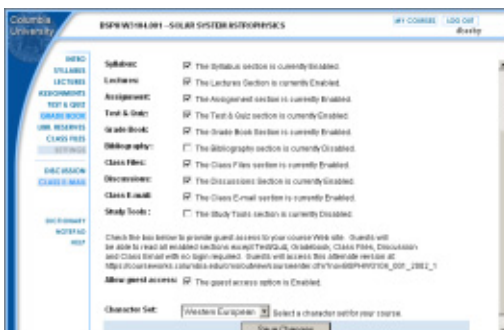 Columbia University
BSPH W3104.001 -- SOLAR SYSTEM ASTROPHYSICS
MY COURSES LOG OUT
INTRO
SYLLABUS
LECTURES
ASSIGNMENTS
TEST & QUIZ
GRADE BOOK
LIBR. RESERVES
CLASS FILES
SETTINGS
DISCUSSION
CLASS E-MAIL
DICTIONARY
NOTEPAD
HELP
Syllabus: The Syllabus section is currently Enabled.
Lectures: The Lectures Section is currently Enabled.
Assignment: The Assignment section is currently Enabled.
Test & Quiz: The Test & Quiz section is currently Enabled.
Grade Book: The Grade Book Section is currently Enabled.
Bibliography: The Bibliography section is currently Disabled.
Class Files: The Class Files section is currently Enabled.
Discussions: The Discussions Section is currently Enabled.
Class E-mail: The Class E-mail section is currently Enabled.
Study Tools : The Study Tools section is currently Disabled.
Check the box below to provide guest access to your course Web site. Guests will
be able to read all enabled sections except Test/Quiz, Gradebook, Class Files, Discussion
and Class Email with no login required. Guests will access this alternate version at:
Allow guest access: The guest access option is Enabled.
Character Set: Western European Select a character set for your course.
Save Changes